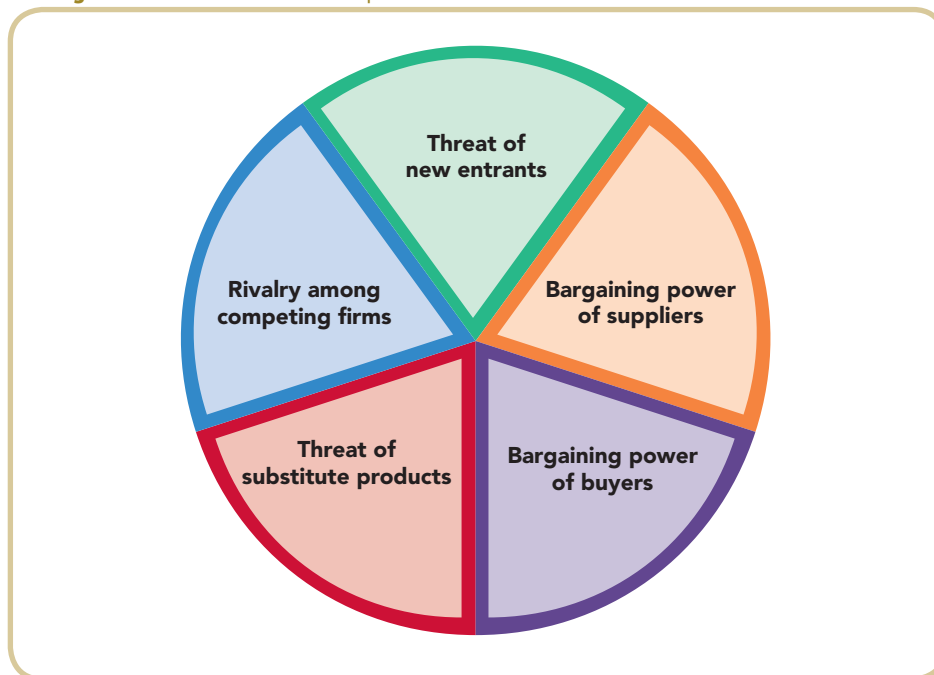 Threat of
new entrants
Rivalry among
competing firms
Bargaining power
of suppliers
Threat of
substitute products
Bargaining power
of buyers